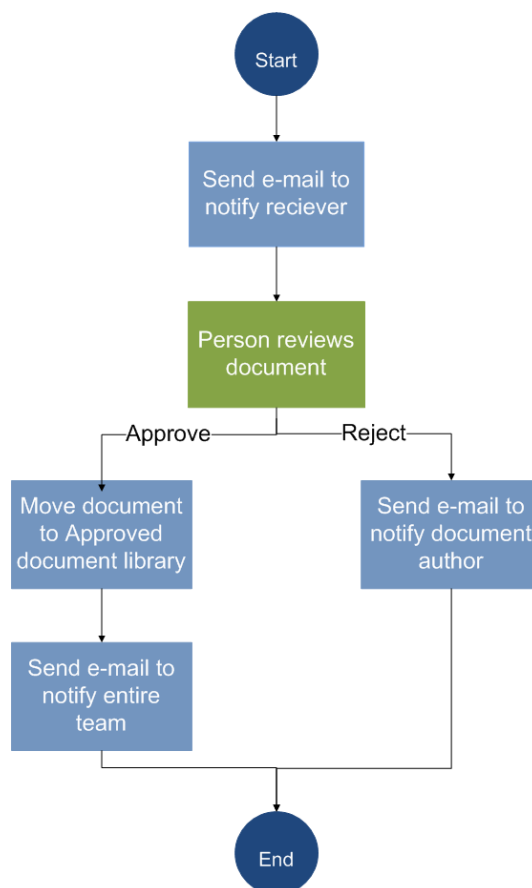 Start
Send e-mail to
notify reciever
Person reviews
document
Approve
Reject
Move document
to Approved
document library
Send e-mail to
notify document
author
Send e-mail to
notify entire
team
End